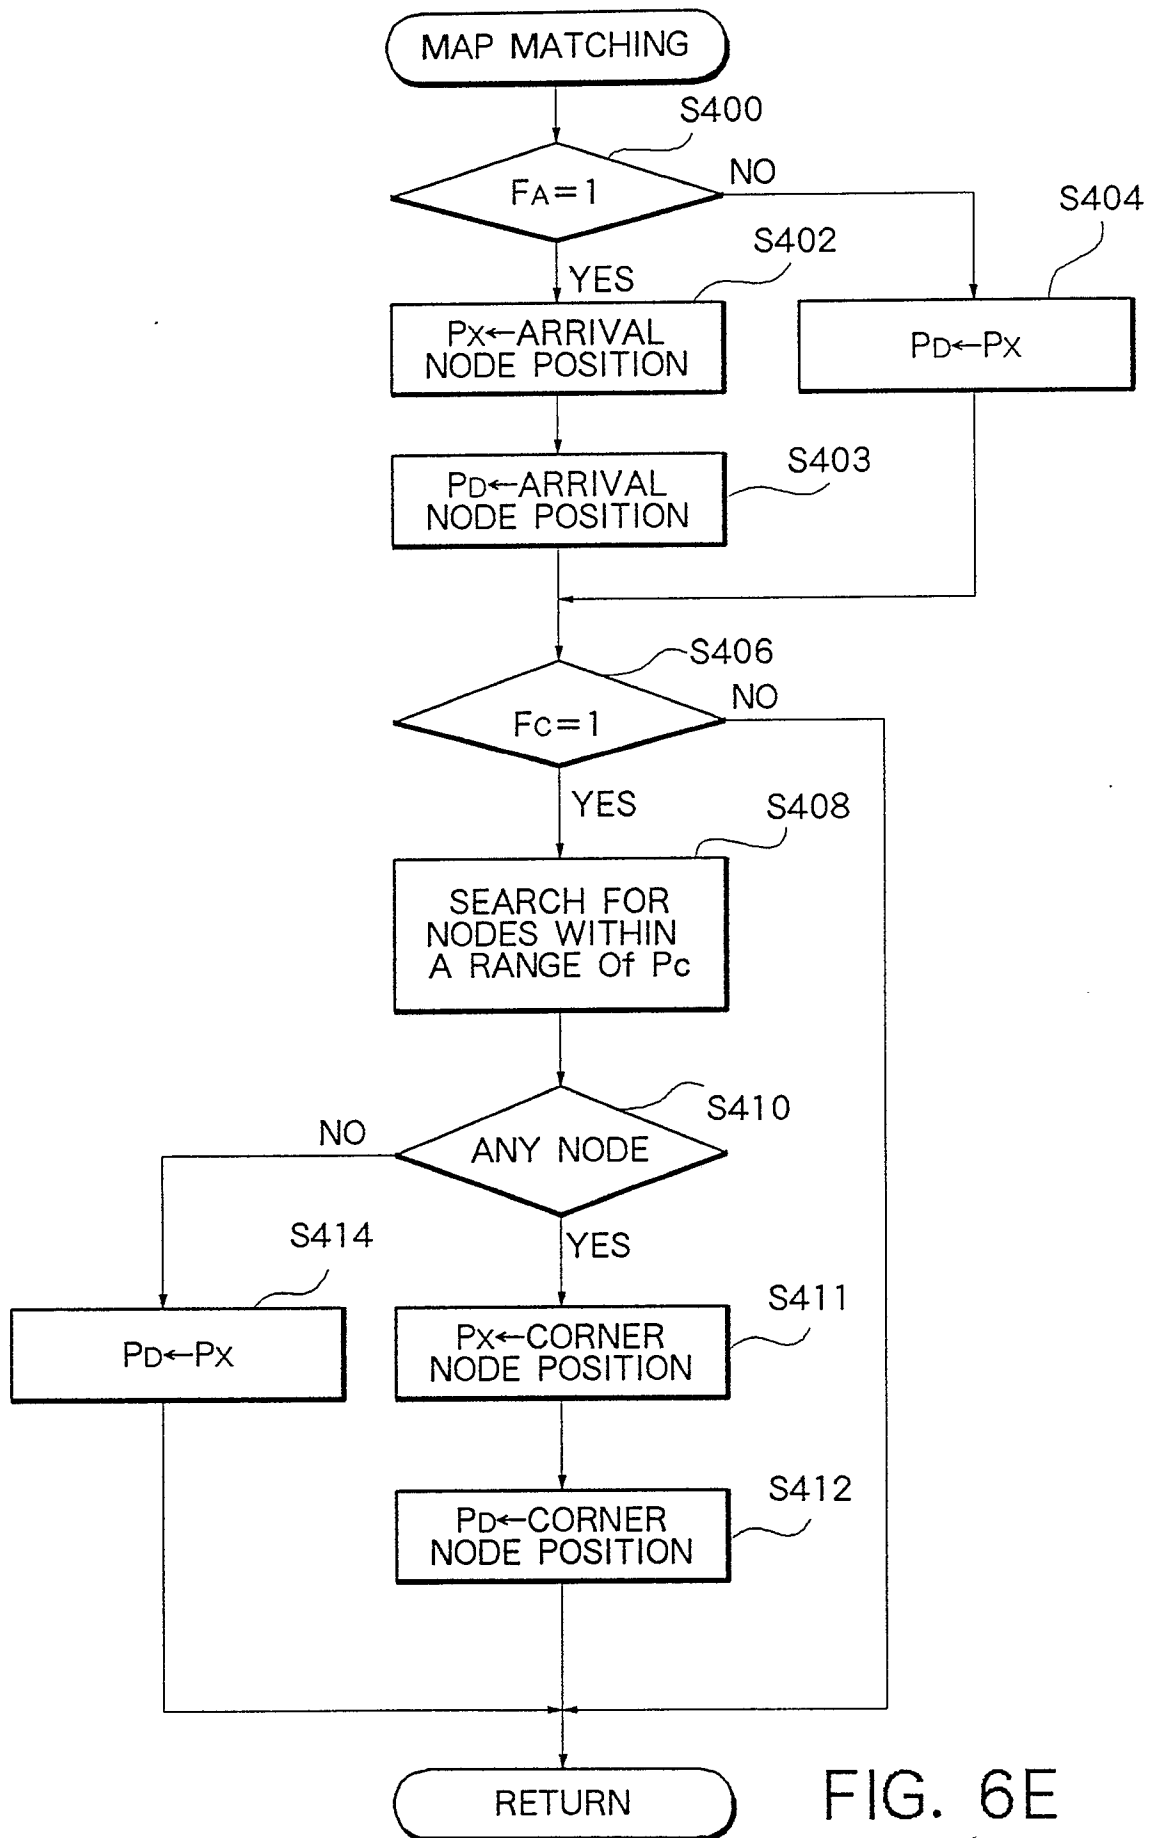 MAP MATCHING
S400
FA=1
NO
S404
S402
YES
PX←ARRIVAL
NODE POSITION
PD←PX
S403
PD←ARRIVAL
NODE POSITION
S406
NO
FC=1
YES
S408
SEARCH FOR
NODES WITHIN
A RANGE Of Pc
S410
NO
ANY NODE
S414
YES
S411
PX←CORNER
NODE POSITION
PD←PX
S412
PD←CORNER
NODE POSITION
RETURN
FIG. 6E